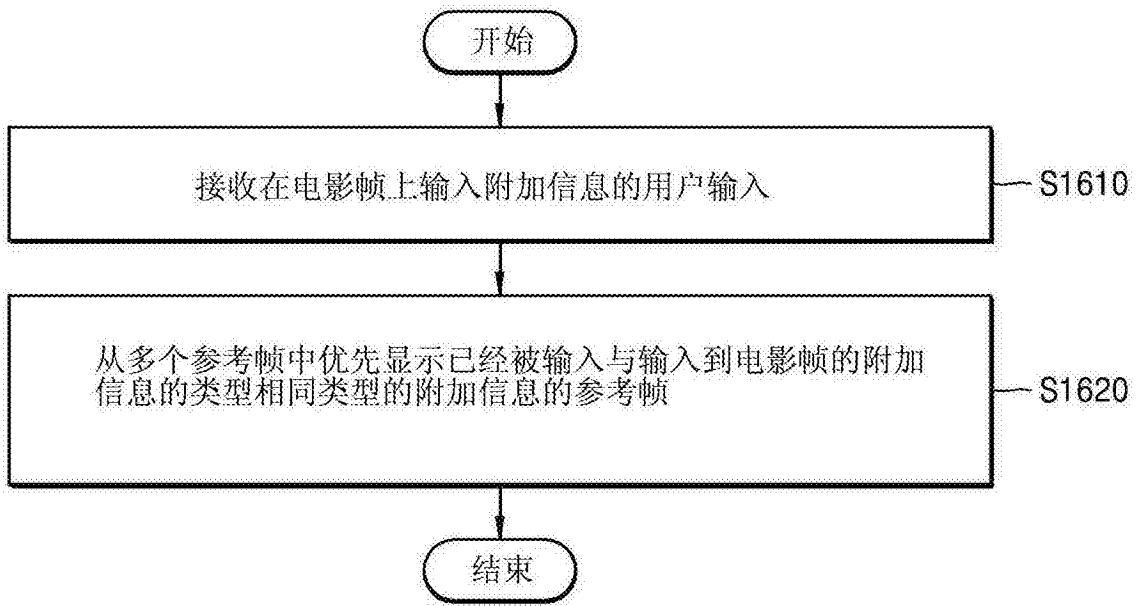 开始
接收在电影帧上输入附加信息的用户输入
S1610
从多个参考帧中优先显示已经被输入与输入到电影帧的附加
信息的类型相同类型的附加信息的参考帧
S1620
结束